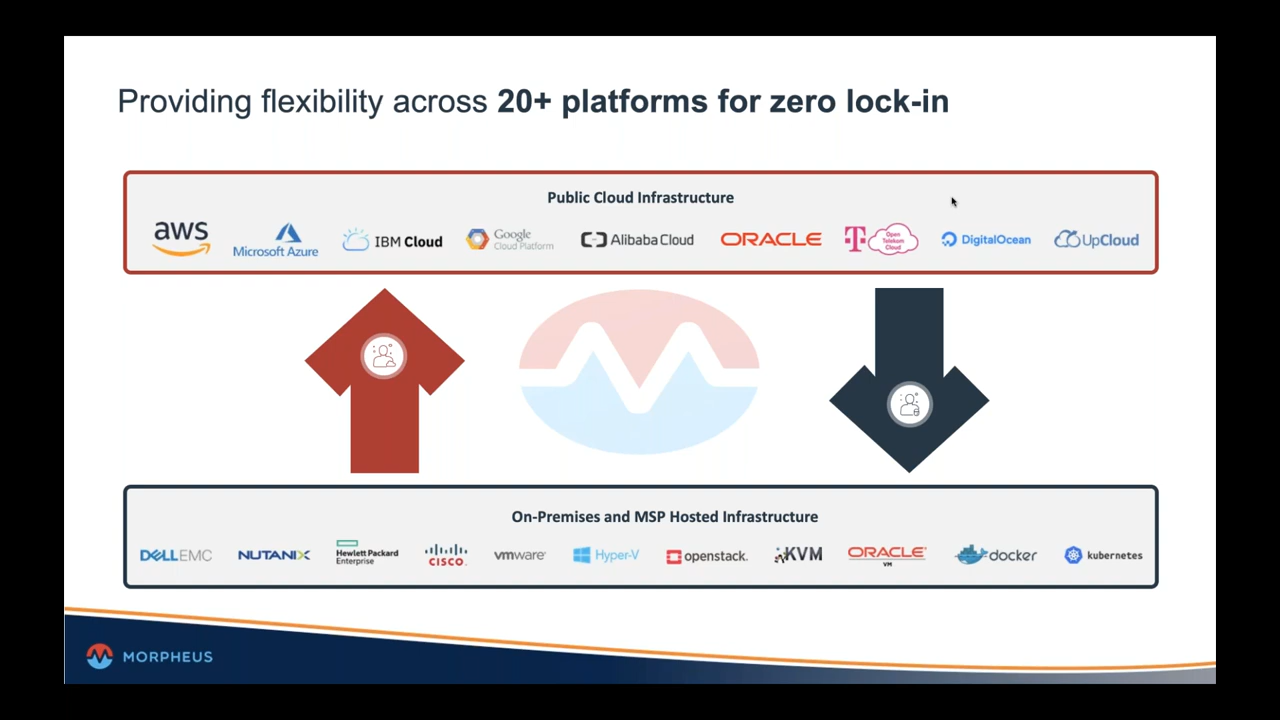 Providing flexibility across 20+ platforms for zero lock-in
Public Cloud Infrastructure
aws
Microsoft Azure
IBM Cloud
Google
Cloud Platform
Alibaba Cloud
ORACLE
T
Open
Telekom
Cloud
DigitalOcean
UpCloud
On-Premises and MSP Hosted Infrastructure
DELLEMC
NUTANIX
Hewlett Packard
Enterprise
CISCO
vmware
Hyper-V
openstack.
KVM
ORACLE
VM
docker
kubernetes
MORPHEUS